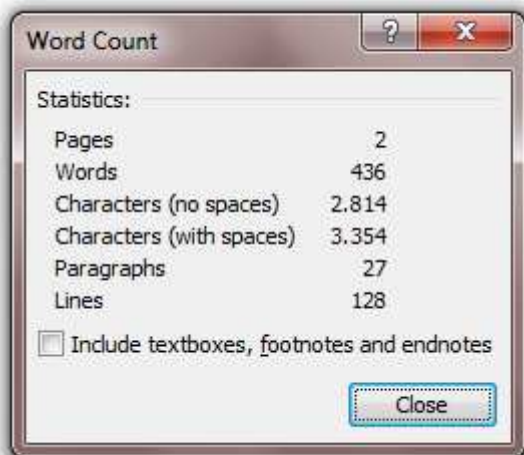 Word Count
?
X
Statistics:
Pages 2
Words 436
Characters (no spaces) 2.814
Characters (with spaces) 3.354
Paragraphs 27
Lines 128
Include textboxes, footnotes and endnotes
Close